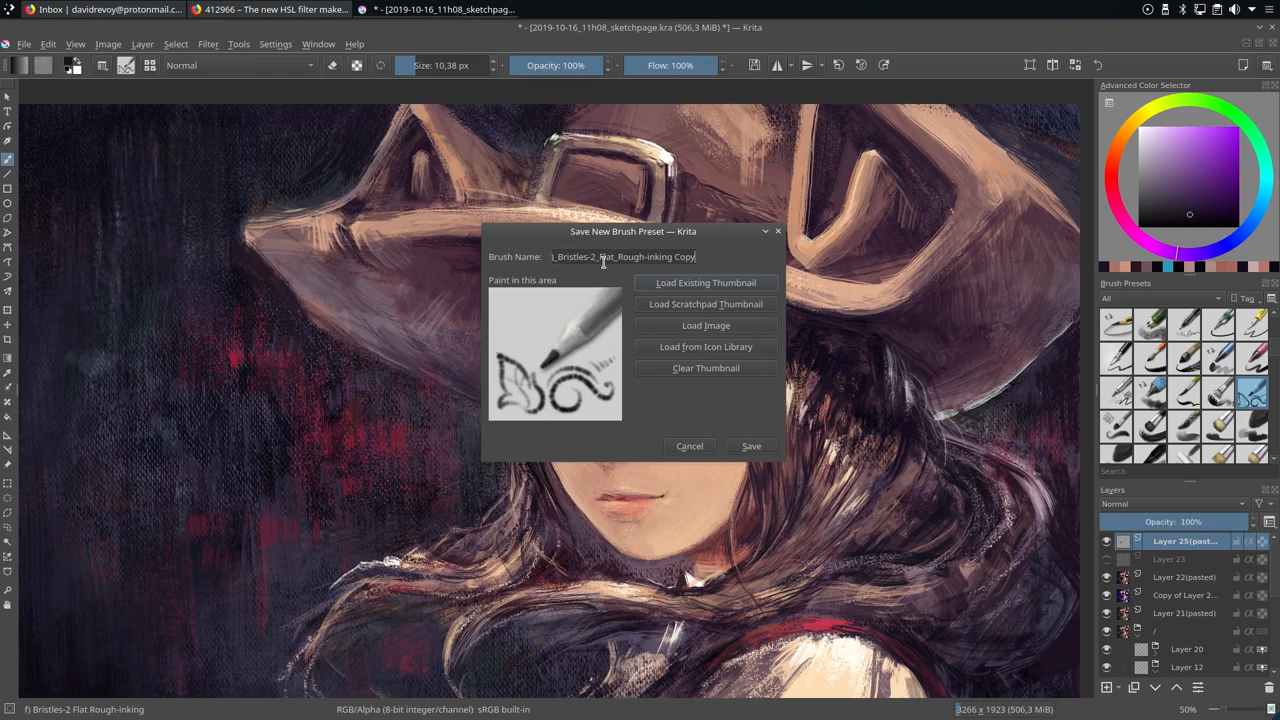 Inbox | davidrevoy@protonmail.c...
412966 – The new HSL filter make...
* - [2019-10-16_11h08_sketchpag...
* - [2019-10-16_11h08_sketchpage.kra (506,3 MiB) *] — Krita
File Edit View Image Layer Select Filter Tools Settings Window Help
Normal
Size: 10,38 px
Opacity: 100%
Flow: 100%
Advanced Color Selector
Save New Brush Preset — Krita
Brush Name: )_Bristles-2_Flat_Rough-inking Copy
Paint in this area
Load Existing Thumbnail
Load Scratchpad Thumbnail
Load Image
Load from Icon Library
Clear Thumbnail
Cancel Save
Brush Presets
All
Tag
Search
Layers
Normal
Opacity: 100%
Layer 25(past...
Layer 23
Layer 22(pasted)
Copy of Layer 2...
Layer 21(pasted)
/
Layer 20
Layer 12
f) Bristles-2 Flat Rough-inking
RGB/Alpha (8-bit integer/channel) sRGB built-in
3266 x 1923 (506,3 MiB)
50%